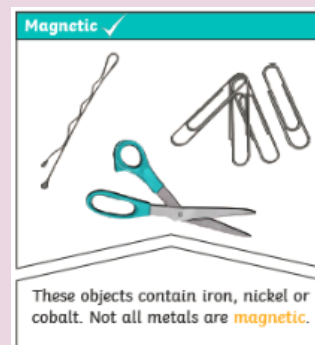 Magnetic
These objects contain iron, nickel or
cobalt. Not all metals are magnetic.